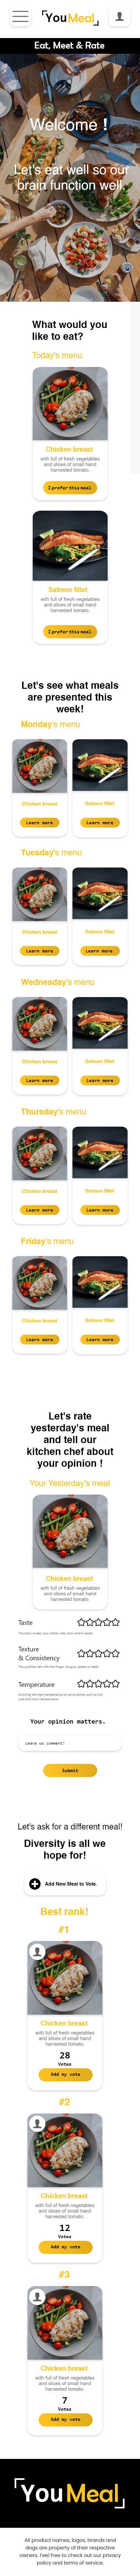 YouMeal
Eat, Meet & Rate
Welcome !
Let's eat well so our
brain function well.
What would you
like to eat?
Today's menu
Chicken breast
with full of fresh vegetables
and slices of small hand
harvested tomato.
I prefer this meal
Salmon fillet
with full of fresh vegetables
and slices of small hand
harvested tomato.
I prefer this meal
Let's see what meals
are presented this
week!
Monday's menu
Chicken breast
Salmon fillet
Learn more
Learn more
Tuesday's menu
Chicken breast
Salmon fillet
Learn more
Learn more
Wednesday's menu
Chicken breast
Salmon fillet
Learn more
Learn more
Thursday's menu
Chicken breast
Salmon fillet
Learn more
Learn more
Friday's menu
Chicken breast
Salmon fillet
Learn more
Learn more
Let's rate
yesterday's meal
and tell our
kitchen chef about
your opinion !
Your Yesterday's meal
Chicken breast
with full of fresh vegetables
and slices of small hand
harvested tomato.
Taste
Texture
& Consistency
Temperature
Your opinion matters.
Leave us comment!
Submit
Let's ask for a different meal!
Diversity is all we
hope for!
Add New Meal to Vote.
Best rank!
#1
Chicken breast
with full of fresh vegetables
and slices of small hand
harvested tomato.
28
Votes
Add my vote
#2
Chicken breast
with full of fresh vegetables
and slices of small hand
harvested tomato.
12
Votes
Add my vote
#3
Chicken breast
with full of fresh vegetables
and slices of small hand
harvested tomato.
7
Votes
Add my vote
YouMeal
All product names, logos, brands and
dogs are property of their respective
owners. Feel free to check out our privacy
policy and terms of service.